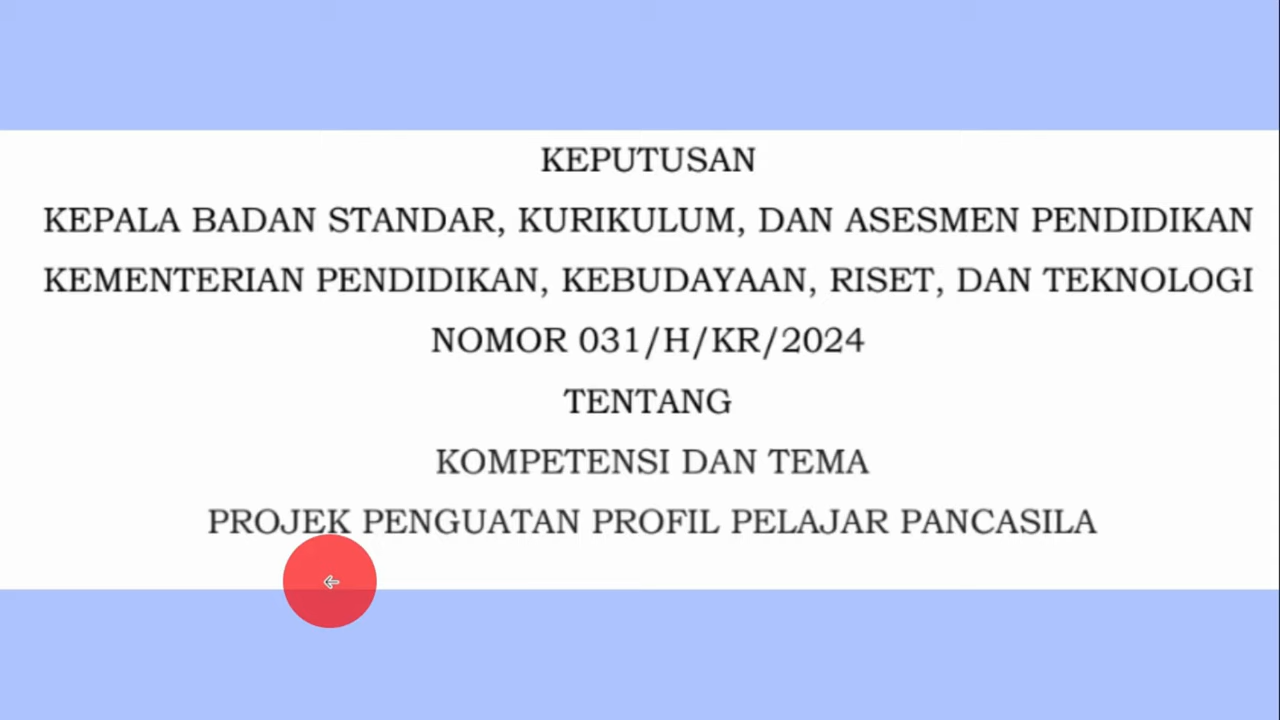 KEPUTUSAN
KEPALA BADAN STANDAR, KURIKULUM, DAN ASESMEN PENDIDIKAN
KEMENTERIAN PENDIDIKAN, KEBUDAYAAN, RISET, DAN TEKNOLOGI
NOMOR 031/H/KR/2024
TENTANG
KOMPETENSI DAN TEMA
PROJEK PENGUATAN PROFIL PELAJAR PANCASILA